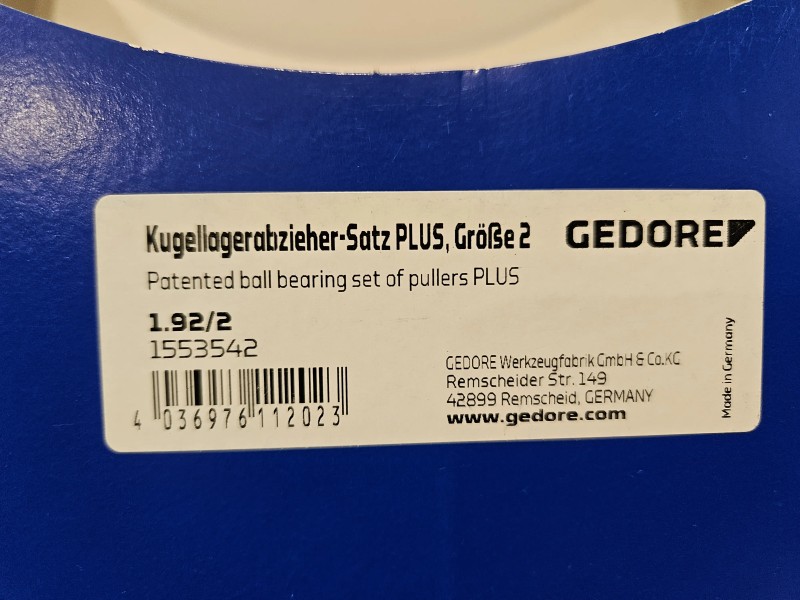 Kugellagerabzieher-Satz PLUS, Größe 2
GEDORE
Patented ball bearing set of pullers PLUS
1.92/2
1553542
4 036976 112023
GEDORE Werkzeugfabrik GmbH & Co.KG
Remscheider Str. 149
42899 Remscheid, GERMANY
www.gedore.com
Made in Germany